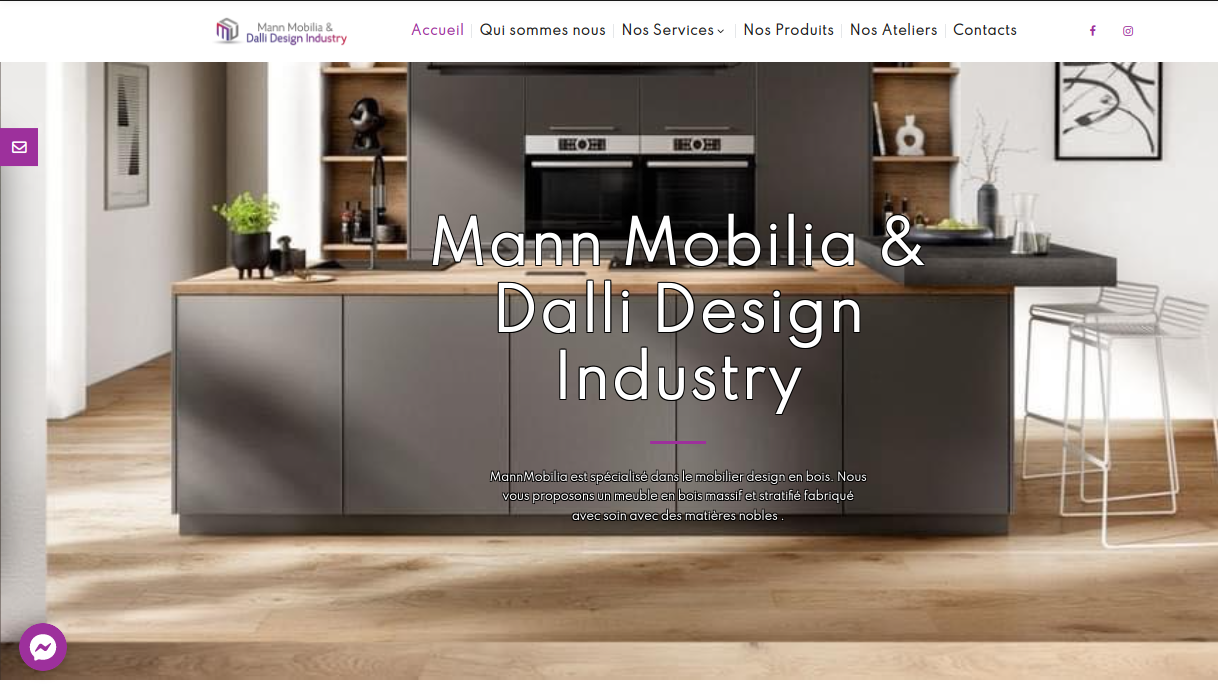 Mann Mobilia &
Dalli Design Industry
Accueil
Qui sommes nous
Nos Services
Nos Produits
Nos Ateliers
Contacts
Mann Mobilia &
Dalli Design
Industry
MannMobilia est spécialisé dans le mobilier design en bois. Nous
vous proposons un meuble en bois massif et stratifié fabriqué
avec soin avec des matières nobles .